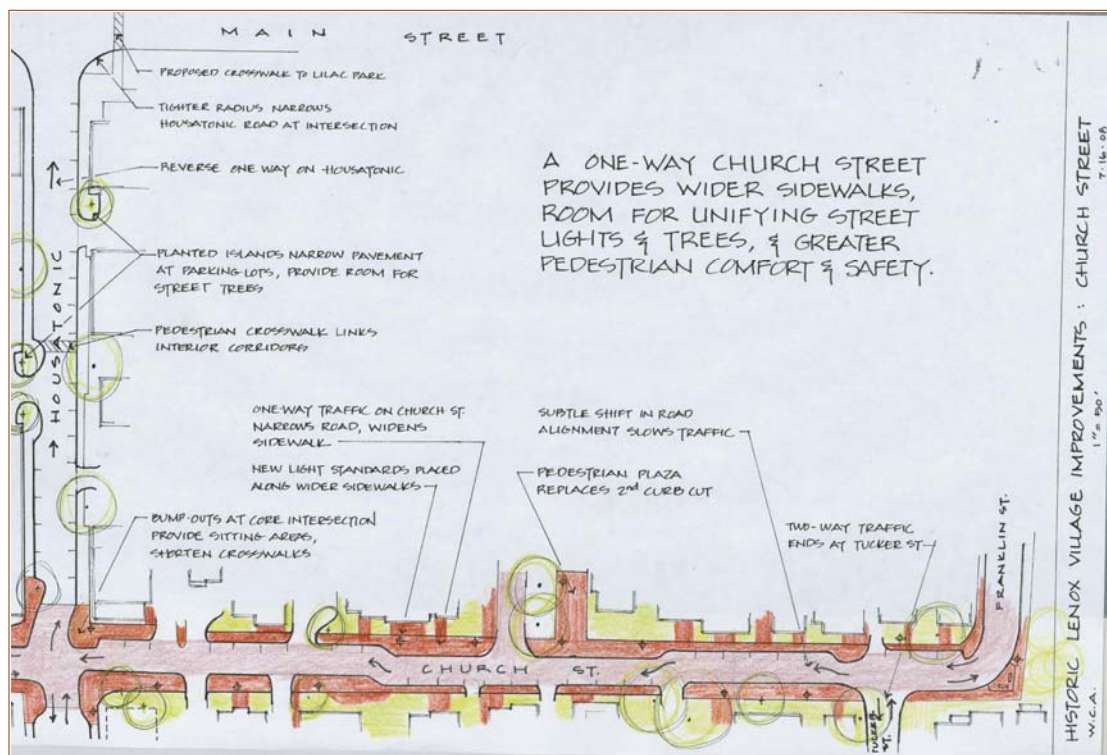 MAIN STREET
PROPOSED CROSSWALK TO LILAC PARK
TIGHTER RADIUS NARROWS
HOUSATONIC ROAD AT INTERSECTION
REVERSE ONE WAY ON HOUSATONIC
PLANTED ISLANDS NARROW PAVEMENT
AT PARKING LOTS, PROVIDE ROOM FOR
STREET TREES
PEDESTRIAN CROSSWALK LINKS
INTERIOR CORRIDORS
HOUSATONIC
A ONE-WAY CHURCH STREET
PROVIDES WIDER SIDEWALKS,
ROOM FOR UNIFYING STREET
LIGHTS & TREES, & GREATER
PEDESTRIAN COMFORT & SAFETY.
ONE-WAY TRAFFIC ON CHURCH ST.
NARROWS ROAD, WIDENS
SIDEWALK
NEW LIGHT STANDARDS PLACED
ALONG WIDER SIDEWALKS
BUMP-OUTS AT CORE INTERSECTION
PROVIDE SITTING AREAS,
SHORTEN CROSSWALKS
SUBTLE SHIFT IN ROAD
ALIGNMENT SLOWS TRAFFIC
PEDESTRIAN PLAZA
REPLACES 2nd CURB CUT
TWO-WAY TRAFFIC
ENDS AT TUCKER ST
FRANKLIN ST.
CHURCH ST.
TUCKER
ST.
HISTORIC LENOX VILLAGE IMPROVEMENTS : CHURCH STREET
W.C.A. 1" = 50' 7.16.08